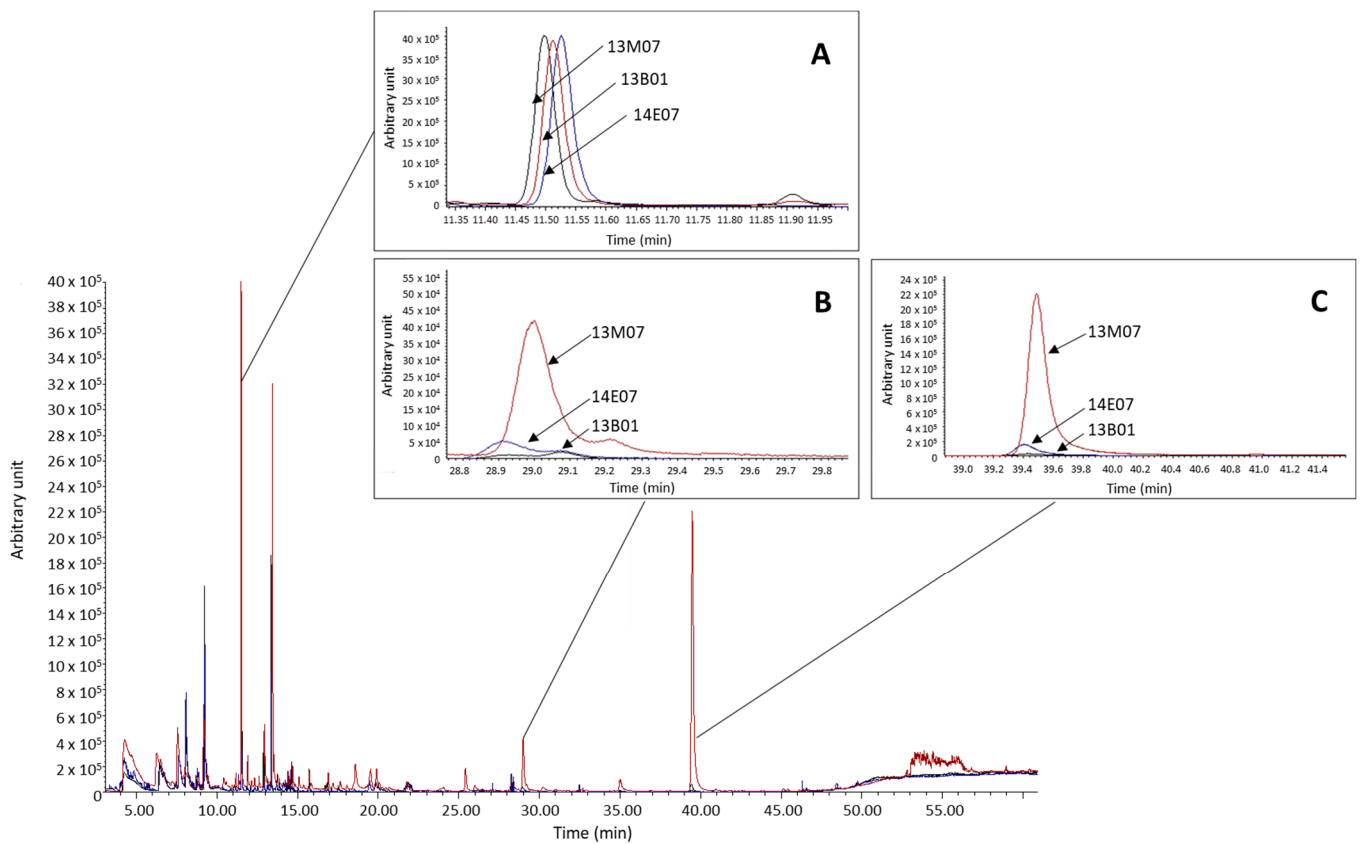 A
Arbitrary unit
40 x 10⁵
35 x 10⁵
30 x 10⁵
25 x 10⁵
20 x 10⁵
15 x 10⁵
10 x 10⁵
5 x 10⁵
0
13M07
13B01
14E07
11.35 11.40 11.45 11.50 11.55 11.60 11.65 11.70 11.75 11.80 11.85 11.90 11.95
Time (min)
B
Arbitrary unit
55 x 10⁴
50 x 10⁴
45 x 10⁴
40 x 10⁴
35 x 10⁴
30 x 10⁴
25 x 10⁴
20 x 10⁴
15 x 10⁴
10 x 10⁴
5 x 10⁴
0
13M07
14E07
13B01
28.8 28.9 29.0 29.1 29.2 29.3 29.4 29.5 29.6 29.7 29.8
Time (min)
C
Arbitrary unit
24 x 10⁵
22 x 10⁵
20 x 10⁵
18 x 10⁵
16 x 10⁵
14 x 10⁵
12 x 10⁵
10 x 10⁵
8 x 10⁵
6 x 10⁵
4 x 10⁵
2 x 10⁵
0
13M07
14E07
13B01
39.0 39.2 39.4 39.6 39.8 40.0 40.2 40.4 40.6 40.8 41.0 41.2 41.4
Time (min)
Arbitrary unit
40 x 10⁵
38 x 10⁵
36 x 10⁵
34 x 10⁵
32 x 10⁵
30 x 10⁵
28 x 10⁵
26 x 10⁵
24 x 10⁵
22 x 10⁵
20 x 10⁵
18 x 10⁵
16 x 10⁵
14 x 10⁵
12 x 10⁵
10 x 10⁵
8 x 10⁵
6 x 10⁵
4 x 10⁵
2 x 10⁵
0
5.00 10.00 15.00 20.00 25.00 30.00 35.00 40.00 45.00 50.00 55.00
Time (min)